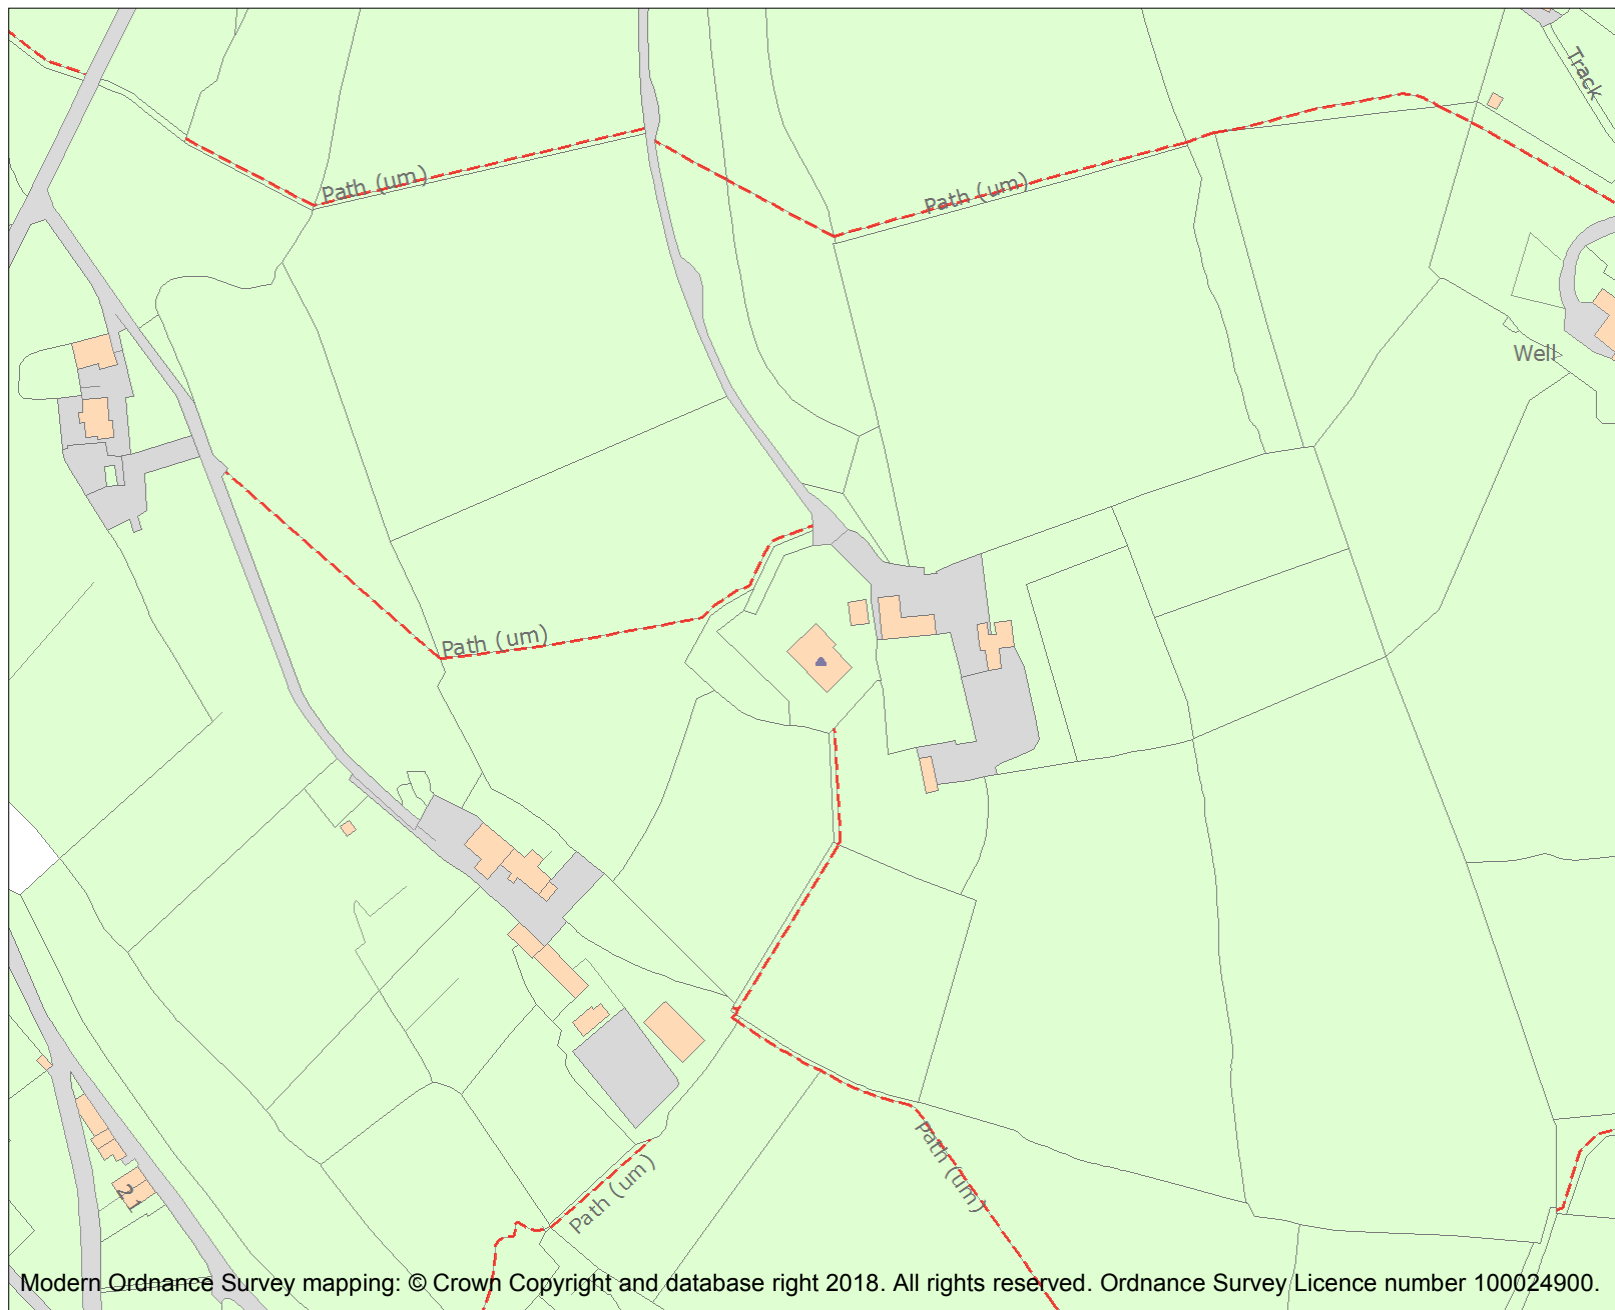 Track
Path (um)
Path (um)
Well
Path (um)
Path (um)
Path (um)
21
Modern Ordnance Survey mapping: © Crown Copyright and database right 2018. All rights reserved. Ordnance Survey Licence number 100024900.